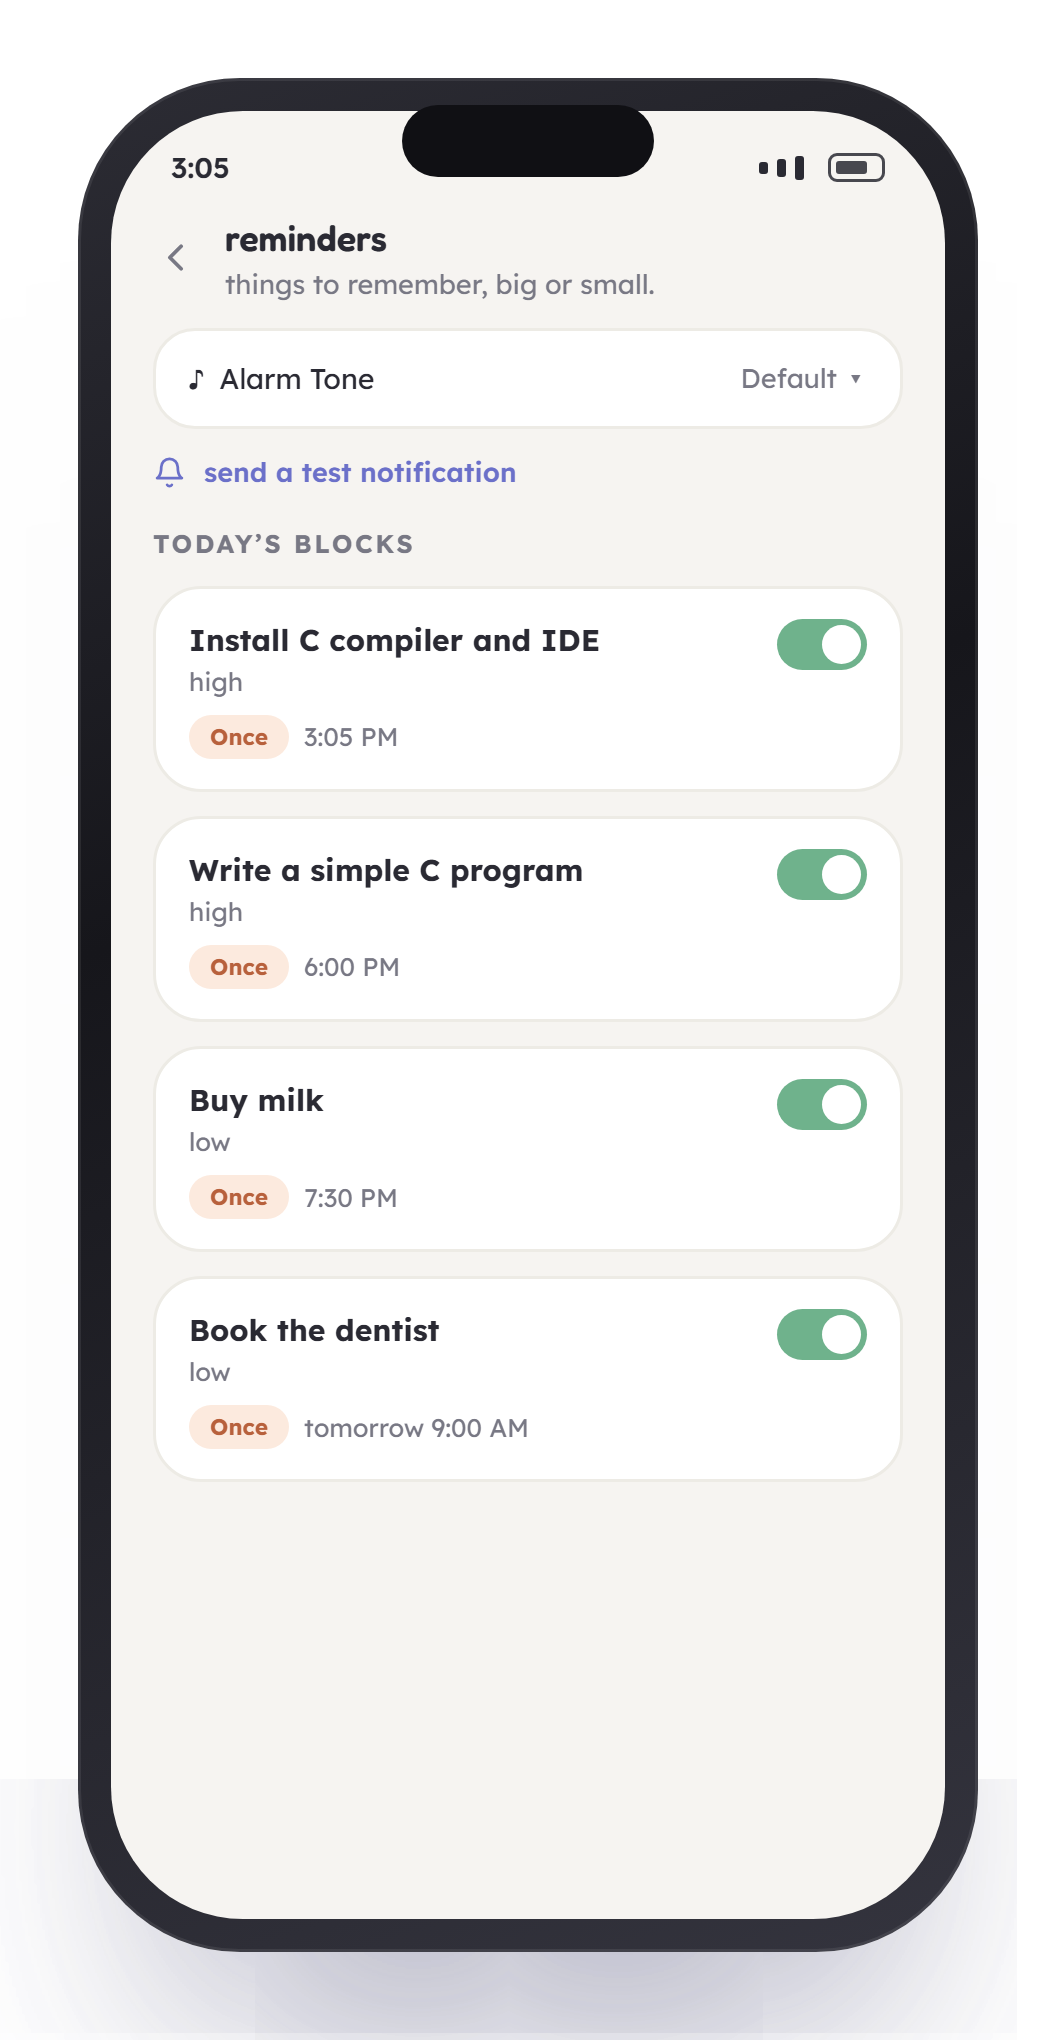 3:05
reminders
things to remember, big or small.
♪ Alarm Tone
Default ▾
send a test notification
TODAY’S BLOCKS
Install C compiler and IDE
high
Once 3:05 PM
Write a simple C program
high
Once 6:00 PM
Buy milk
low
Once 7:30 PM
Book the dentist
low
Once tomorrow 9:00 AM